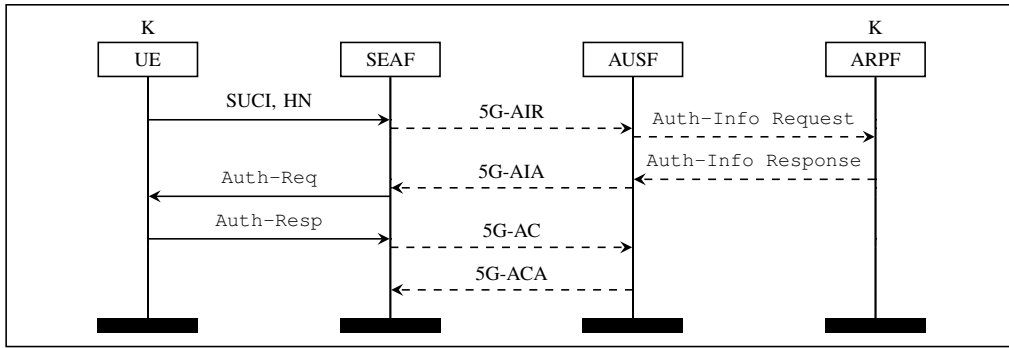 K
K
UE
SEAF
AUSF
ARPF
SUCI, HN
5G-AIR
Auth-Info Request
Auth-Info Response
Auth-Req
5G-AIA
Auth-Resp
5G-AC
5G-ACA